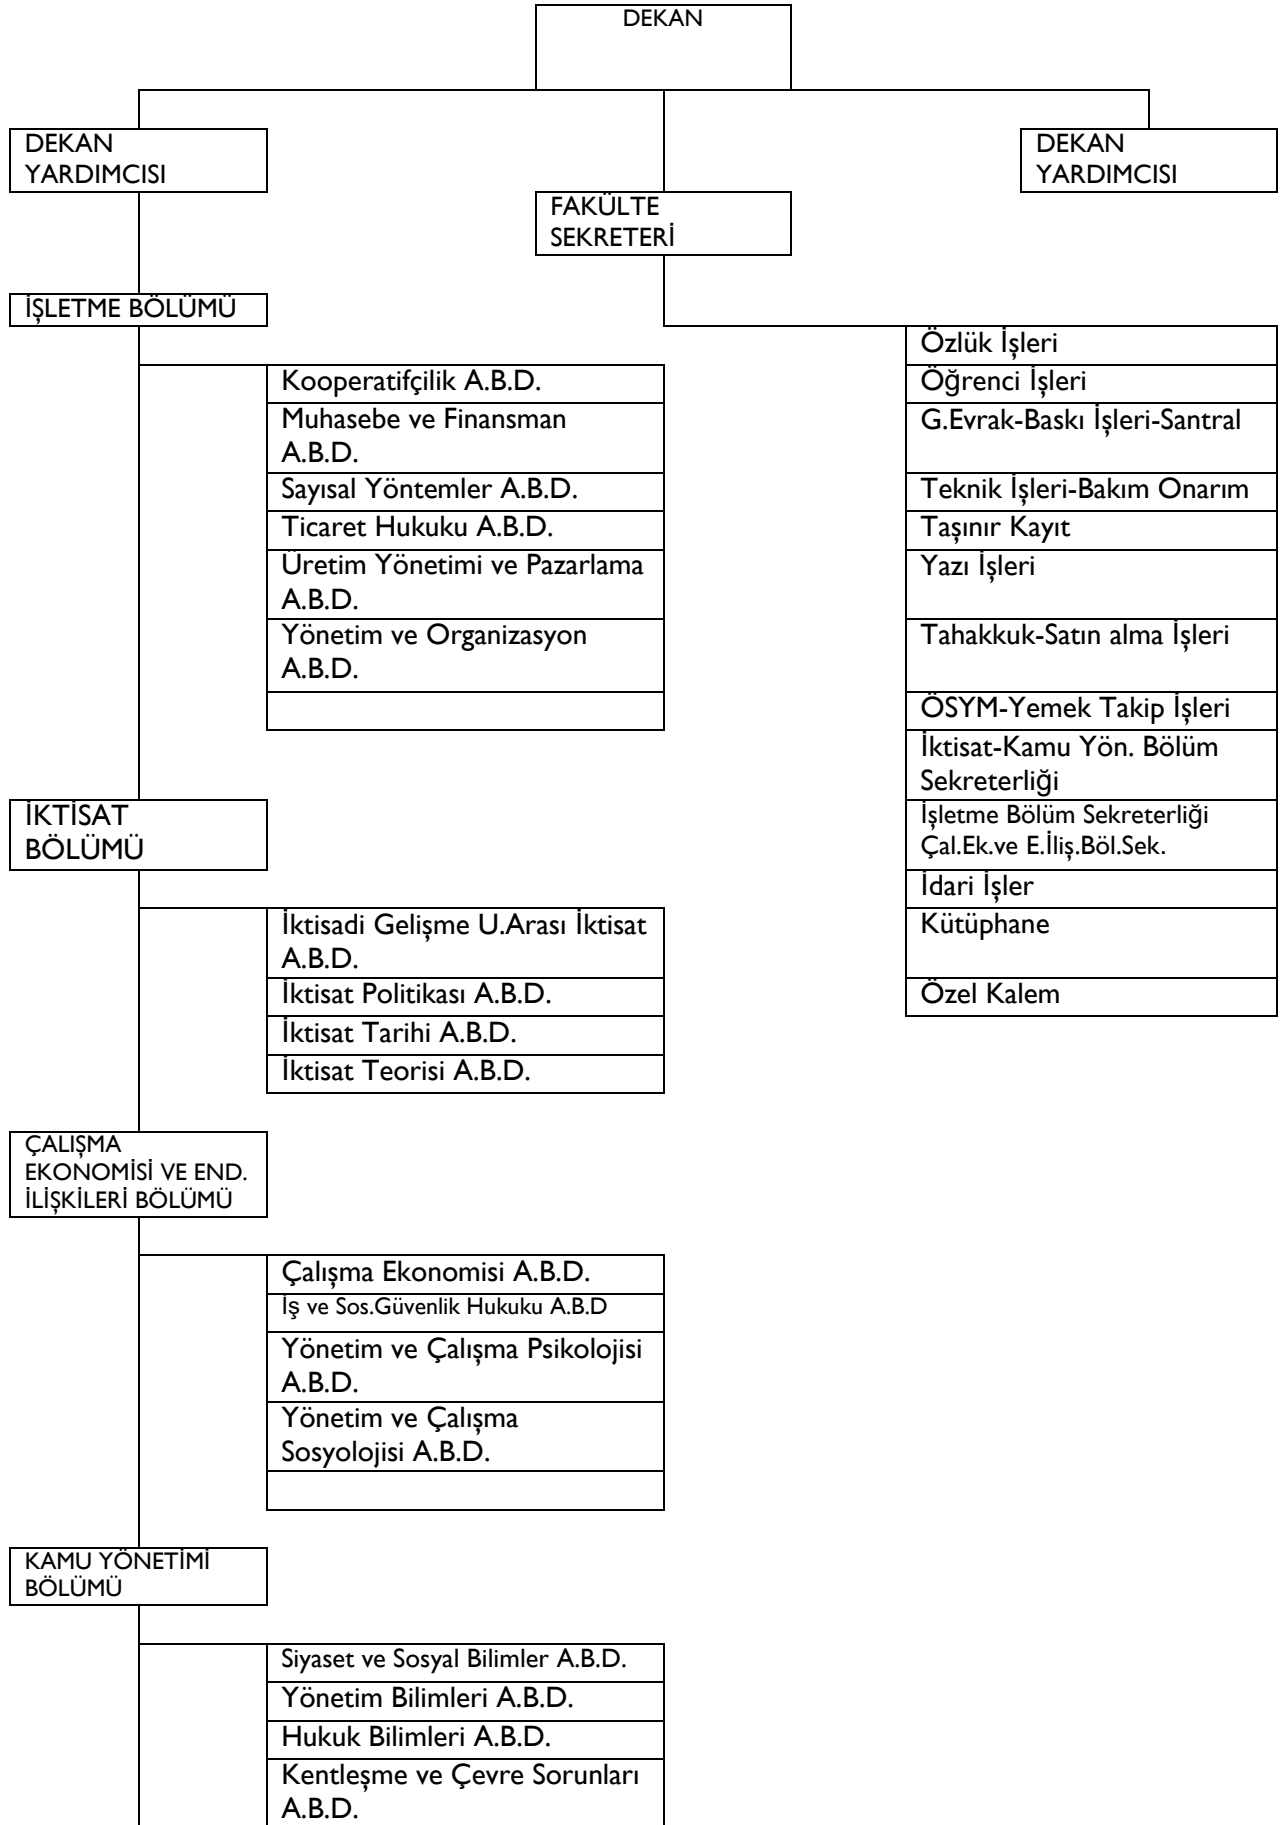 DEKAN
DEKAN
YARDIMCISI
DEKAN
YARDIMCISI
FAKÜLTE
SEKRETERİ
İŞLETME BÖLÜMÜ
Kooperatifçilik A.B.D.
Muhasebe ve Finansman
A.B.D.
Sayısal Yöntemler A.B.D.
Ticaret Hukuku A.B.D.
Üretim Yönetimi ve Pazarlama
A.B.D.
Yönetim ve Organizasyon
A.B.D.
Özlük İşleri
Öğrenci İşleri
G.Evrak-Baskı İşleri-Santral
Teknik İşleri-Bakım Onarım
Taşınır Kayıt
Yazı İşleri
Tahakkuk-Satın alma İşleri
ÖSYM-Yemek Takip İşleri
İktisat-Kamu Yön. Bölüm
Sekreterliği
İşletme Bölüm Sekreterliği
Çal.Ek.ve E.İliş.Böl.Sek.
İdari İşler
Kütüphane
Özel Kalem
İKTİSAT
BÖLÜMÜ
İktisadi Gelişme U.Arası İktisat
A.B.D.
İktisat Politikası A.B.D.
İktisat Tarihi A.B.D.
İktisat Teorisi A.B.D.
ÇALIŞMA
EKONOMİSİ VE END.
İLİŞKİLERİ BÖLÜMÜ
Çalışma Ekonomisi A.B.D.
İş ve Sos.Güvenlik Hukuku A.B.D
Yönetim ve Çalışma Psikolojisi
A.B.D.
Yönetim ve Çalışma
Sosyolojisi A.B.D.
KAMU YÖNETİMİ
BÖLÜMÜ
Siyaset ve Sosyal Bilimler A.B.D.
Yönetim Bilimleri A.B.D.
Hukuk Bilimleri A.B.D.
Kentleşme ve Çevre Sorunları
A.B.D.